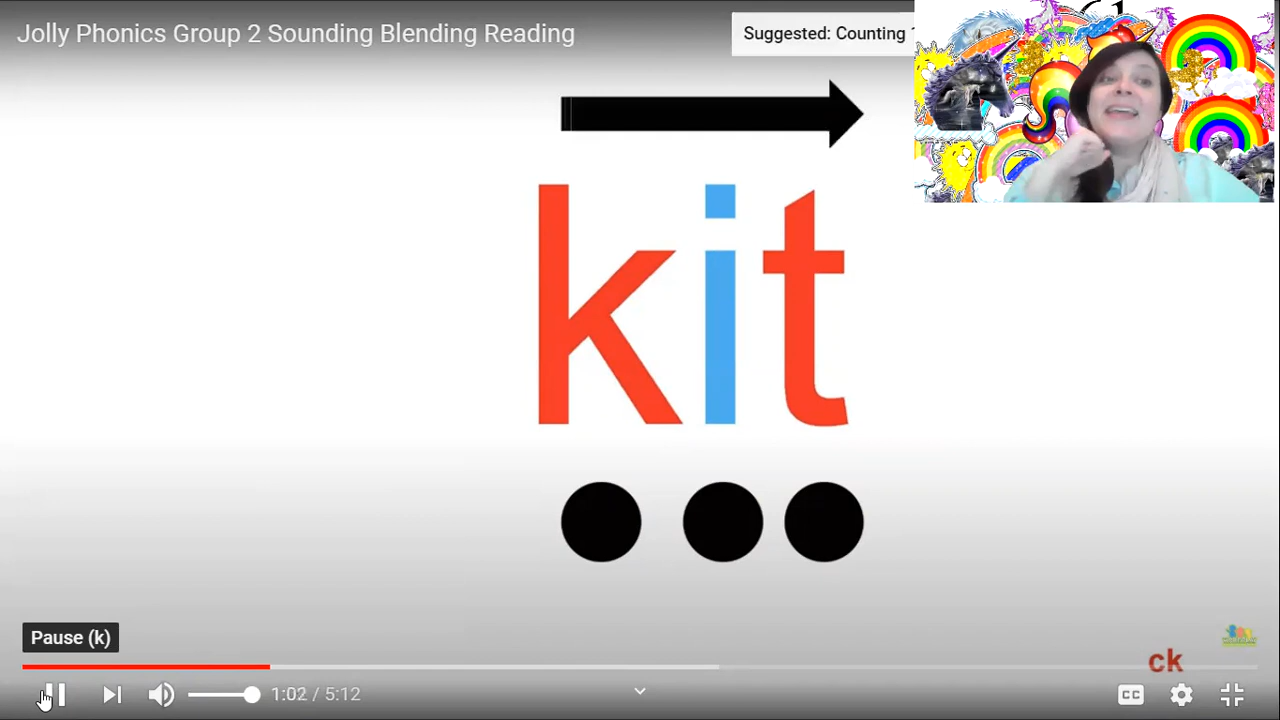 Jolly Phonics Group 2 Sounding Blending Reading
Suggested: Counting
kit
Pause (k)
ck
1:02 / 5:12
CC